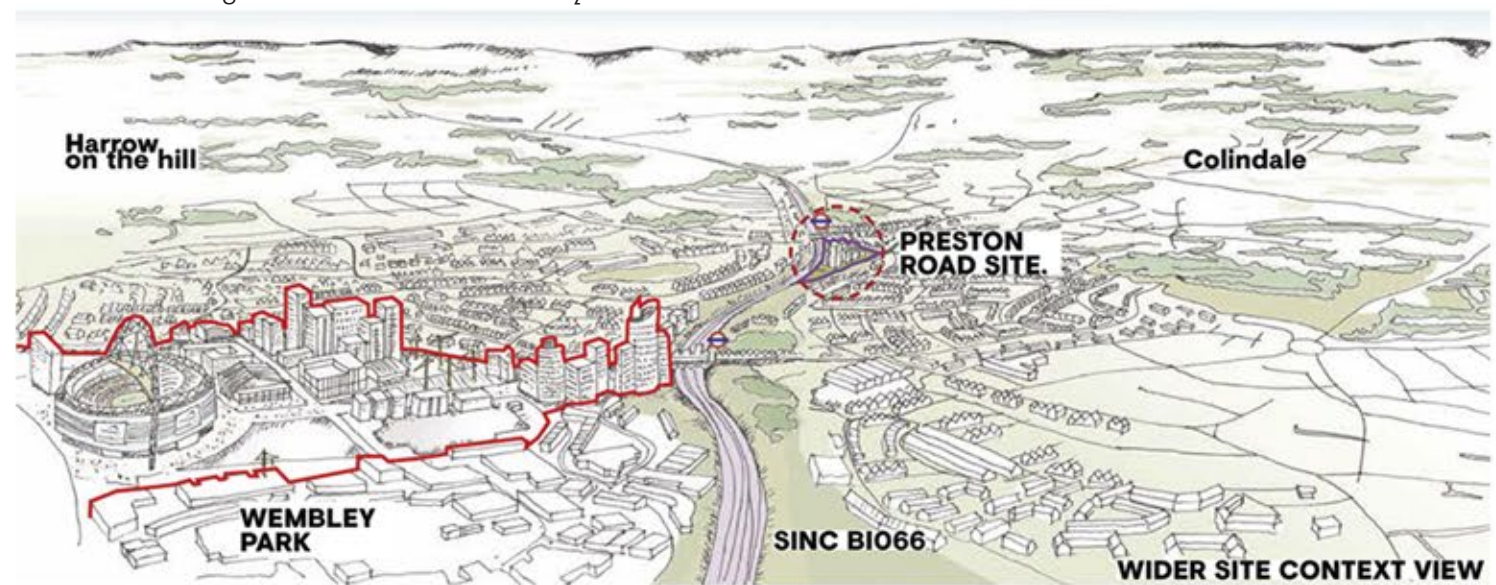 Harrow
on the hill
Colindale
PRESTON
ROAD SITE.
WEMBLEY
PARK
SINC BI066
WIDER SITE CONTEXT VIEW